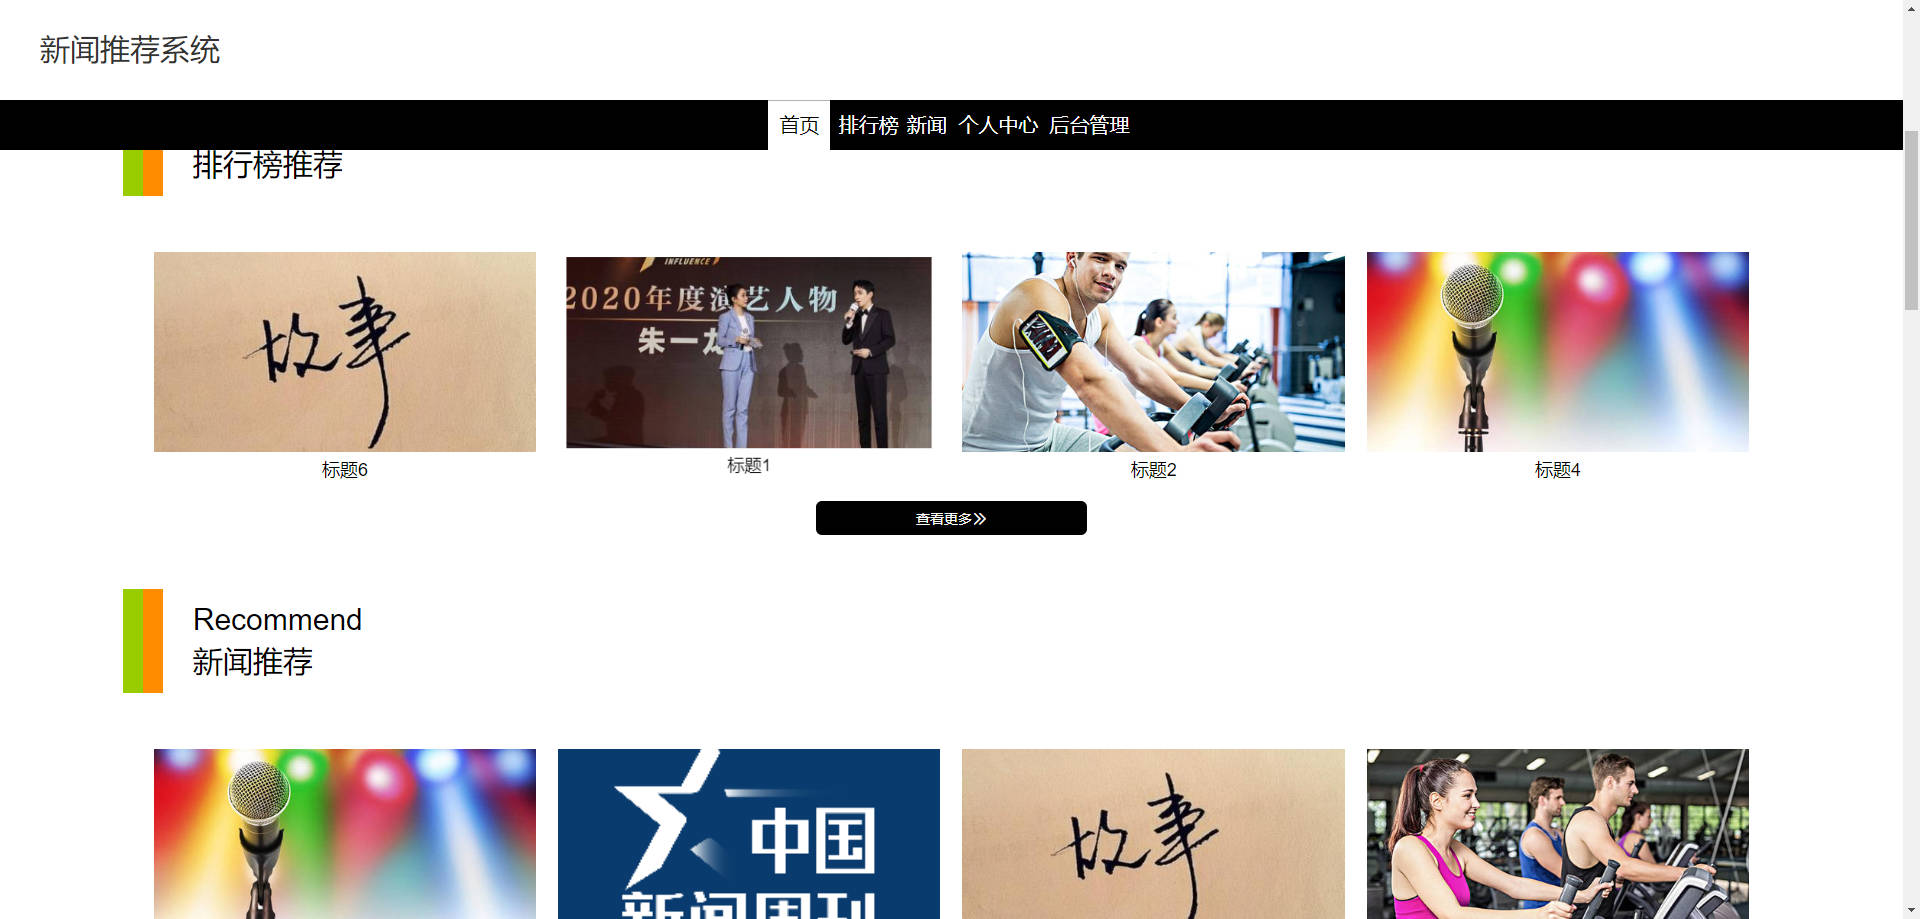 新闻推荐系统
首页 排行榜 新闻 个人中心 后台管理
排行榜推荐
故事
INFLUENCE
2020年度演艺人物
朱一龙
标题6
标题1
标题2
标题4
查看更多
Recommend
新闻推荐
中国
新闻周刊
故事